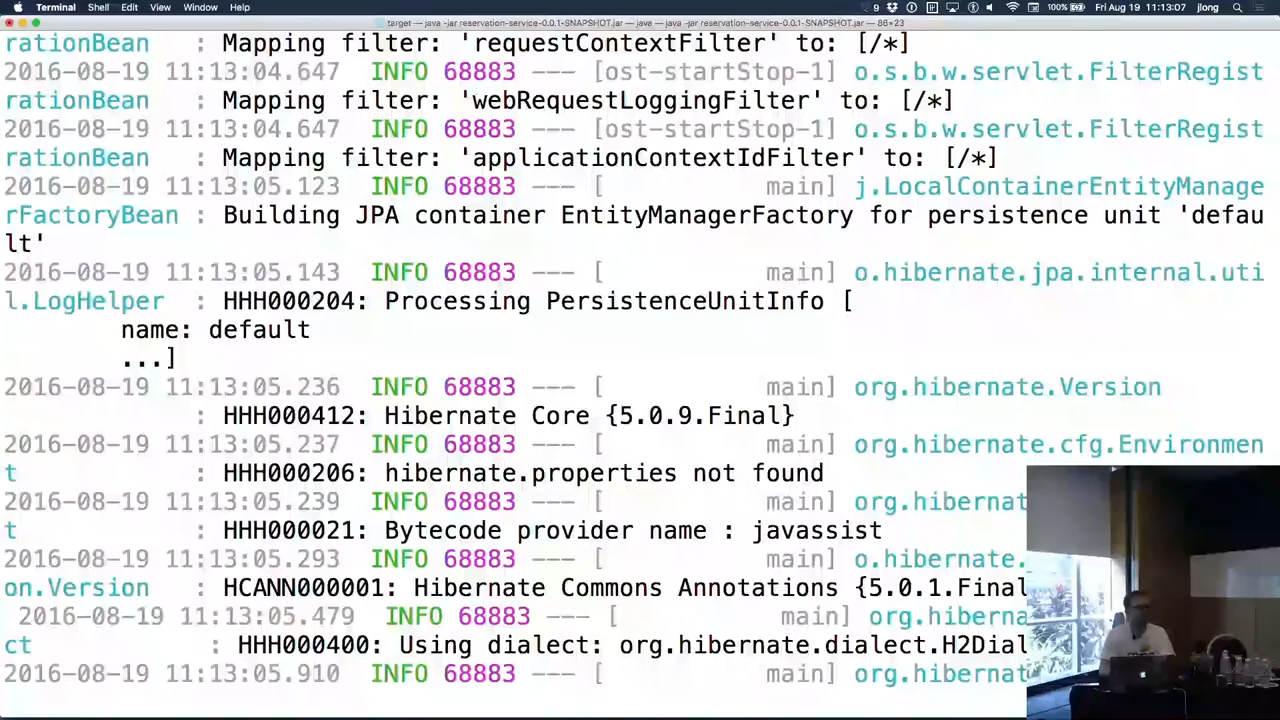 Terminal Shell Edit View Window Help 9 100% Fri Aug 19 11:13:07 jlong
target — java -jar reservation-service-0.0.1-SNAPSHOT.jar — java — java -jar reservation-service-0.0.1-SNAPSHOT.jar — 86×23
rationBean : Mapping filter: 'requestContextFilter' to: [/*]
2016-08-19 11:13:04.647 INFO 68883 --- [ost-startStop-1] o.s.b.w.servlet.FilterRegist
rationBean : Mapping filter: 'webRequestLoggingFilter' to: [/*]
2016-08-19 11:13:04.647 INFO 68883 --- [ost-startStop-1] o.s.b.w.servlet.FilterRegist
rationBean : Mapping filter: 'applicationContextIdFilter' to: [/*]
2016-08-19 11:13:05.123 INFO 68883 --- [ main] j.LocalContainerEntityManage
rFactoryBean : Building JPA container EntityManagerFactory for persistence unit 'defau
lt'
2016-08-19 11:13:05.143 INFO 68883 --- [ main] o.hibernate.jpa.internal.uti
l.LogHelper : HHH000204: Processing PersistenceUnitInfo [
name: default
...]
2016-08-19 11:13:05.236 INFO 68883 --- [ main] org.hibernate.Version
: HHH000412: Hibernate Core {5.0.9.Final}
2016-08-19 11:13:05.237 INFO 68883 --- [ main] org.hibernate.cfg.Environmen
t : HHH000206: hibernate.properties not found
2016-08-19 11:13:05.239 INFO 68883 --- [ main] org.hibernat
t : HHH000021: Bytecode provider name : javassist
2016-08-19 11:13:05.293 INFO 68883 --- [ main] o.hibernate.
on.Version : HCANN000001: Hibernate Commons Annotations {5.0.1.Final
2016-08-19 11:13:05.479 INFO 68883 --- [ main] org.hiberna
ct : HHH000400: Using dialect: org.hibernate.dialect.H2Dial
2016-08-19 11:13:05.910 INFO 68883 --- [ main] org.hibernat